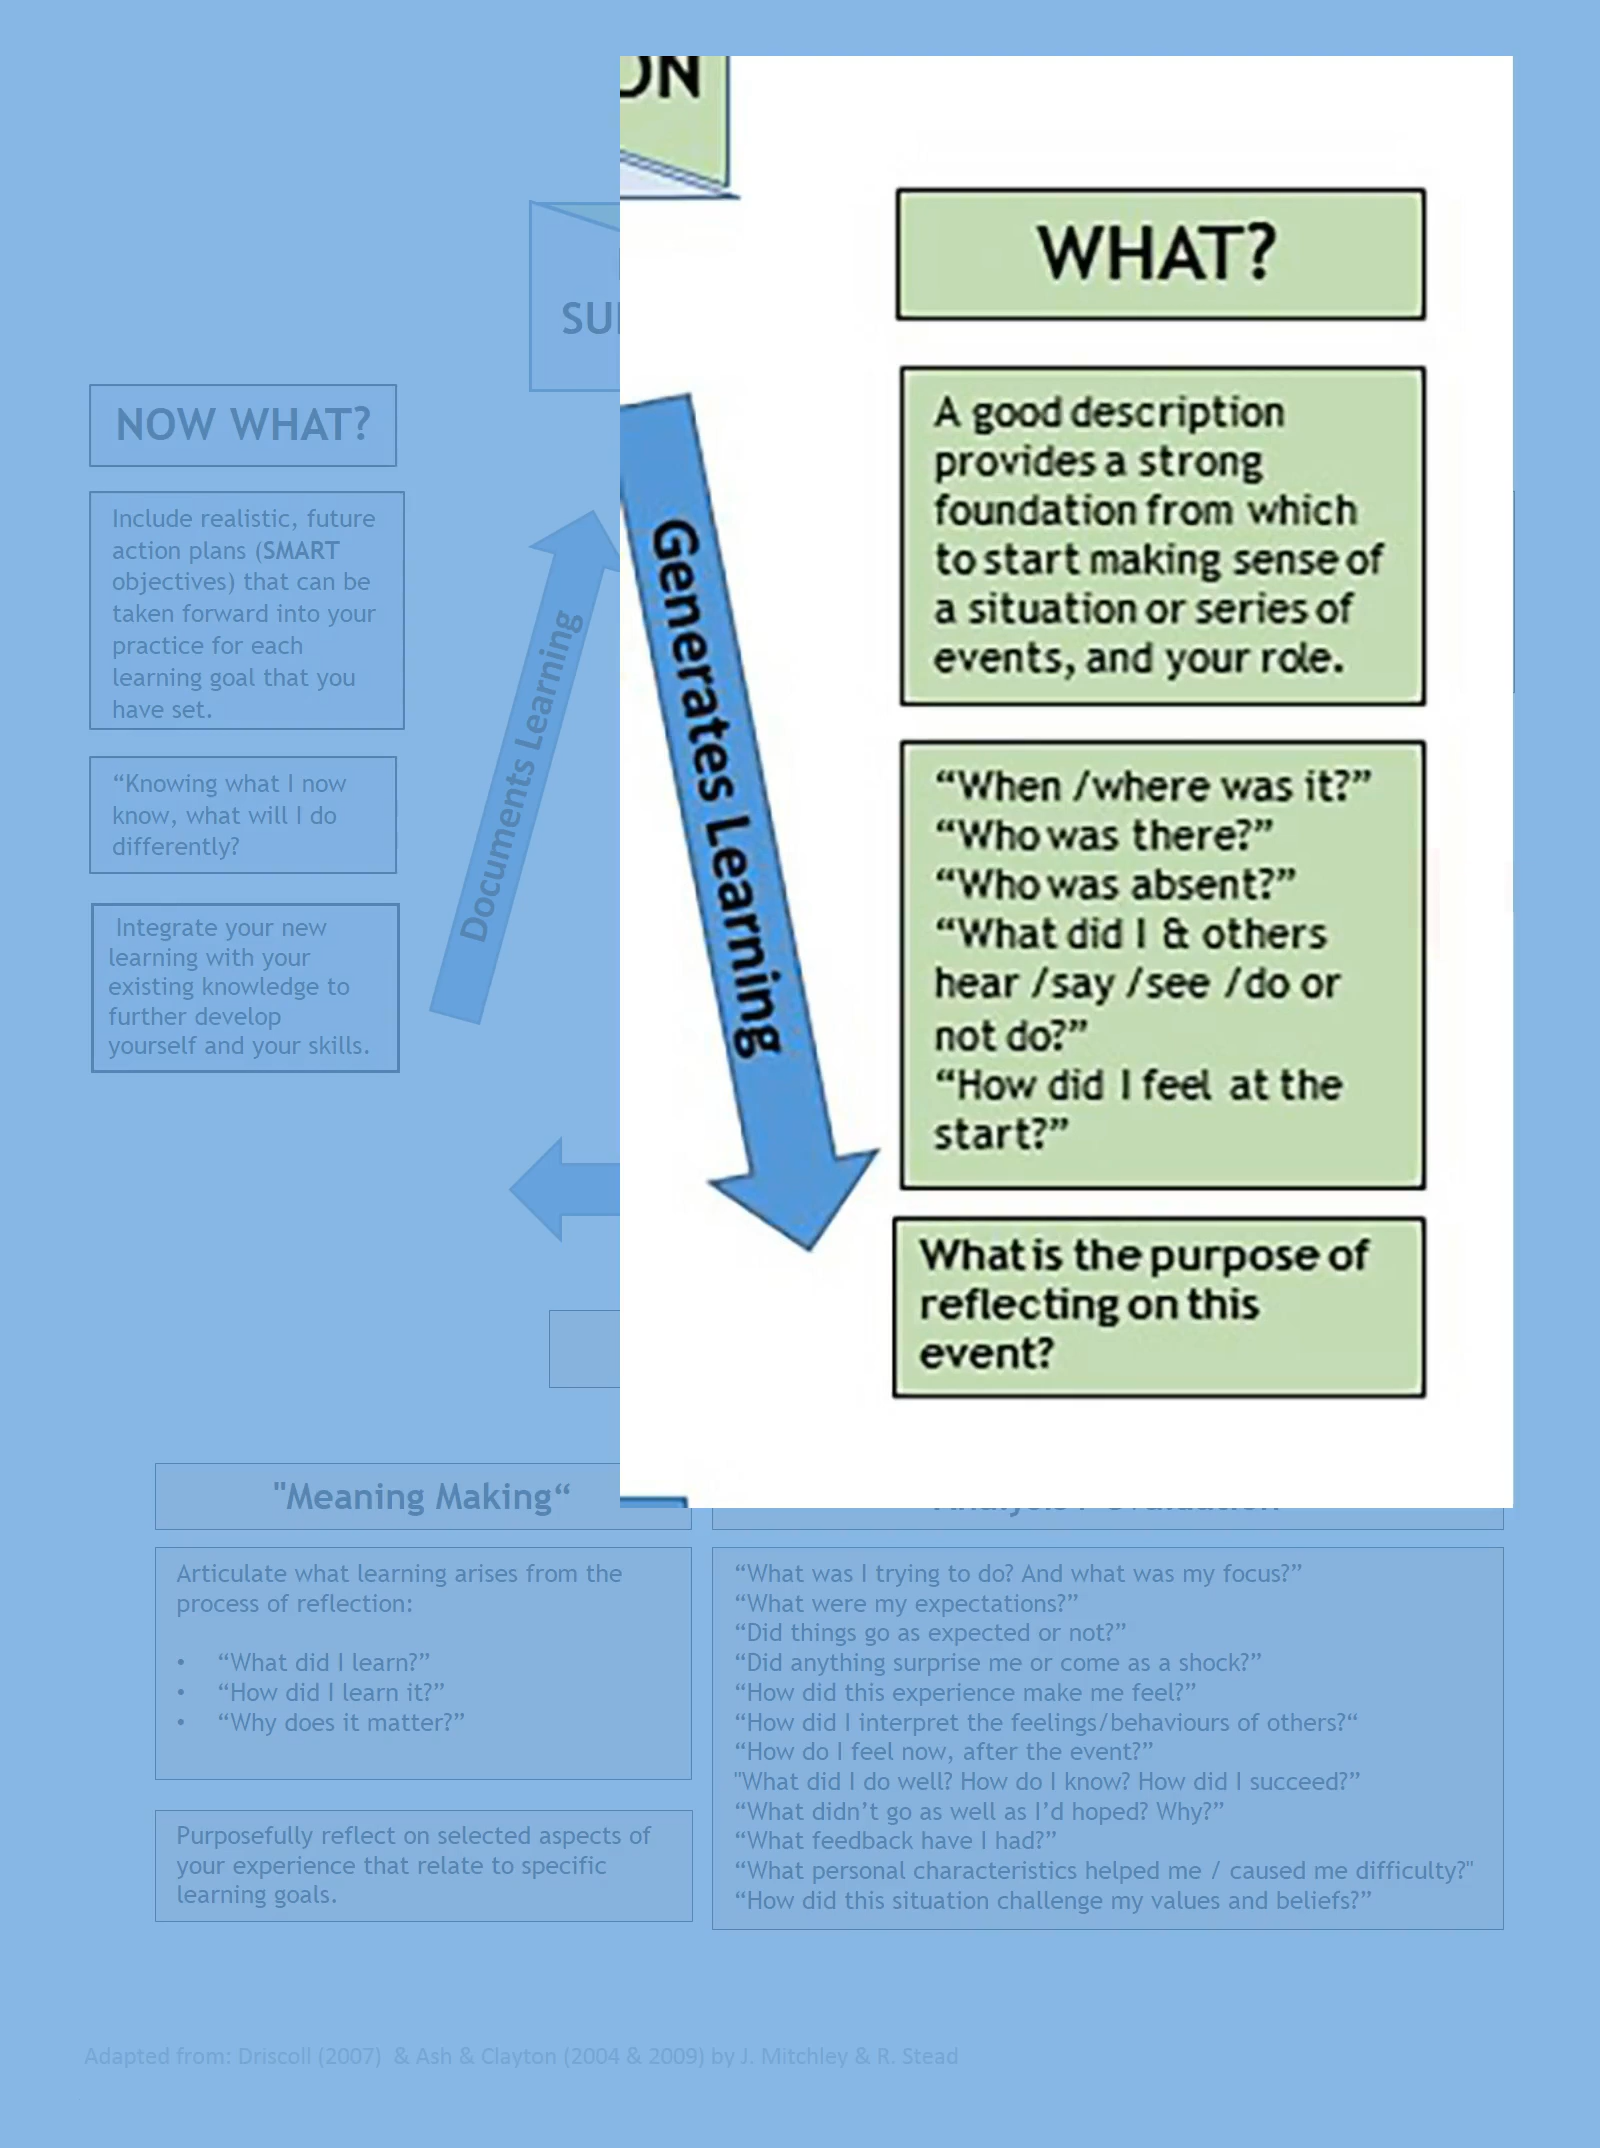 WHAT?
A good description
provides a strong
foundation from which
to start making sense of
a situation or series of
events, and your role.
“When /where was it?”
“Who was there?”
“Who was absent?”
“What did I & others
hear /say /see /do or
not do?”
“How did I feel at the
start?”
What is the purpose of
reflecting on this
event?
Generates Learning
NOW WHAT?
Include realistic, future
action plans (SMART
objectives) that can be
taken forward into your
practice for each
learning goal that you
have set.
“Knowing what I now
know, what will I do
differently?
Integrate your new
learning with your
existing knowledge to
further develop
yourself and your skills.
Documents Learning
"Meaning Making“
Articulate what learning arises from the
process of reflection:
• “What did I learn?”
• “How did I learn it?”
• “Why does it matter?”
Purposefully reflect on selected aspects of
your experience that relate to specific
learning goals.
“What was I trying to do? And what was my focus?”
“What were my expectations?”
“Did things go as expected or not?”
“Did anything surprise me or come as a shock?”
“How did this experience make me feel?”
“How did I interpret the feelings/behaviours of others?“
“How do I feel now, after the event?”
"What did I do well? How do I know? How did I succeed?”
“What didn’t go as well as I’d hoped? Why?”
“What feedback have I had?”
“What personal characteristics helped me / caused me difficulty?"
“How did this situation challenge my values and beliefs?”
Adapted from: Driscoll (2007) & Ash & Clayton (2004 & 2009) by J. Mitchley & R. Stead